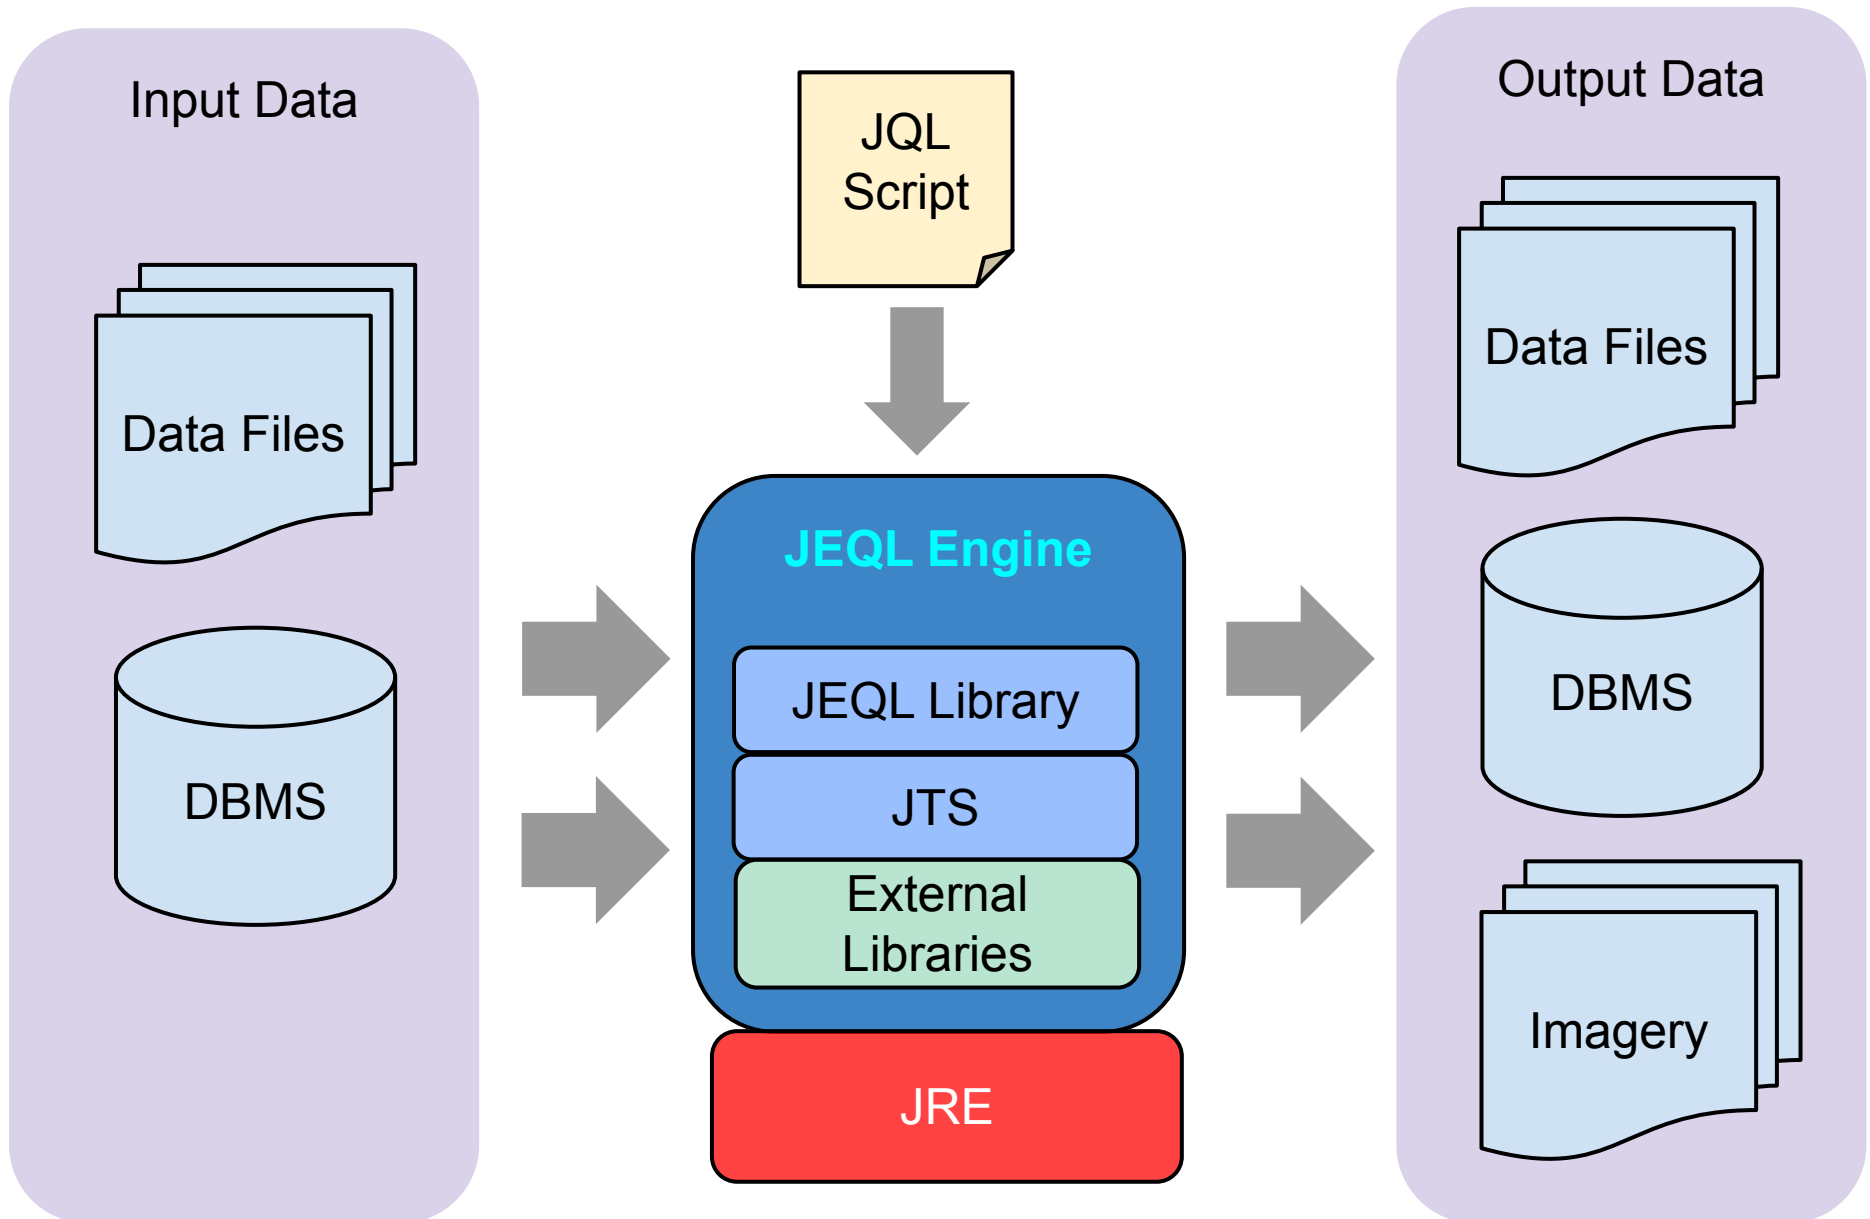 Input Data
Data Files
DBMS
JQL
Script
JEQL Engine
JEQL Library
JTS
External
Libraries
JRE
Output Data
Data Files
DBMS
Imagery